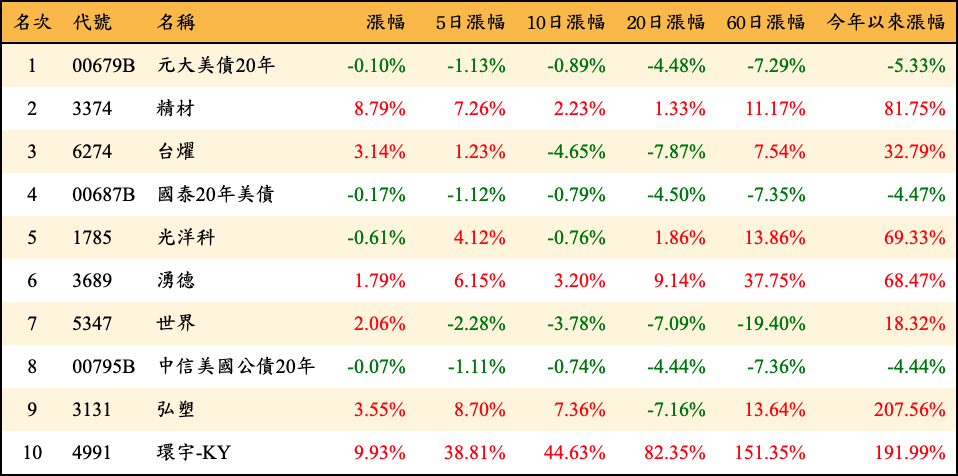 名次 代號 名稱 漲幅 5日漲幅 10日漲幅 20日漲幅 60日漲幅 今年以來漲幅
1 00679B 元大美債20年 -0.10% -1.13% -0.89% -4.48% -7.29% -5.33%
2 3374 精材 8.79% 7.26% 2.23% 1.33% 11.17% 81.75%
3 6274 台燿 3.14% 1.23% -4.65% -7.87% 7.54% 32.79%
4 00687B 國泰20年美債 -0.17% -1.12% -0.79% -4.50% -7.35% -4.47%
5 1785 光洋科 -0.61% 4.12% -0.76% 1.86% 13.86% 69.33%
6 3689 湧德 1.79% 6.15% 3.20% 9.14% 37.75% 68.47%
7 5347 世界 2.06% -2.28% -3.78% -7.09% -19.40% 18.32%
8 00795B 中信美國公債20年 -0.07% -1.11% -0.74% -4.44% -7.36% -4.44%
9 3131 弘塑 3.55% 8.70% 7.36% -7.16% 13.64% 207.56%
10 4991 環宇-KY 9.93% 38.81% 44.63% 82.35% 151.35% 191.99%